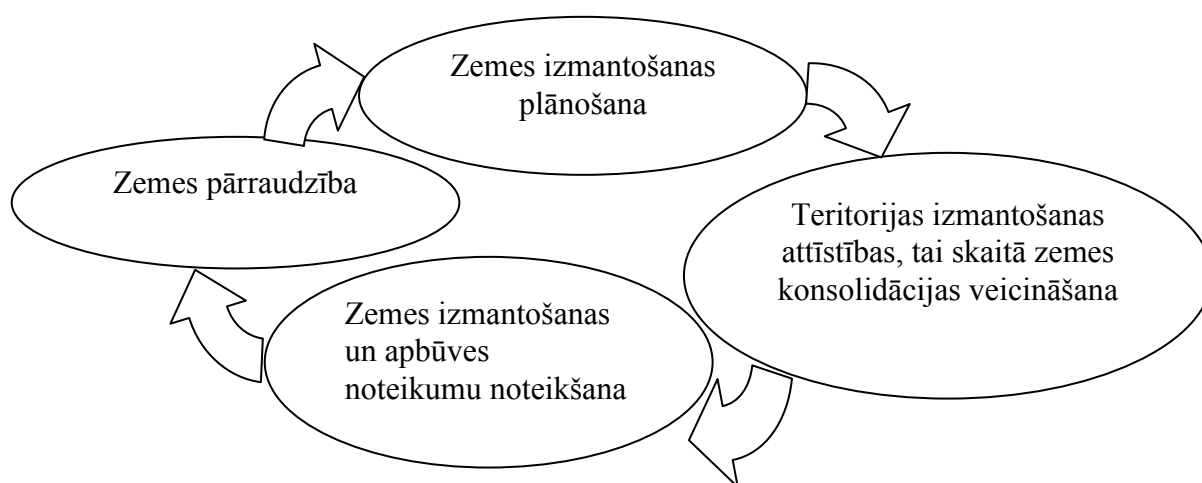 Zemes izmantošanas
plānošana
Zemes pārraudzība
Teritorijas izmantošanas
attīstības, tai skaitā zemes
konsolidācijas veicināšana
Zemes izmantošanas
un apbūves
noteikumu noteikšana